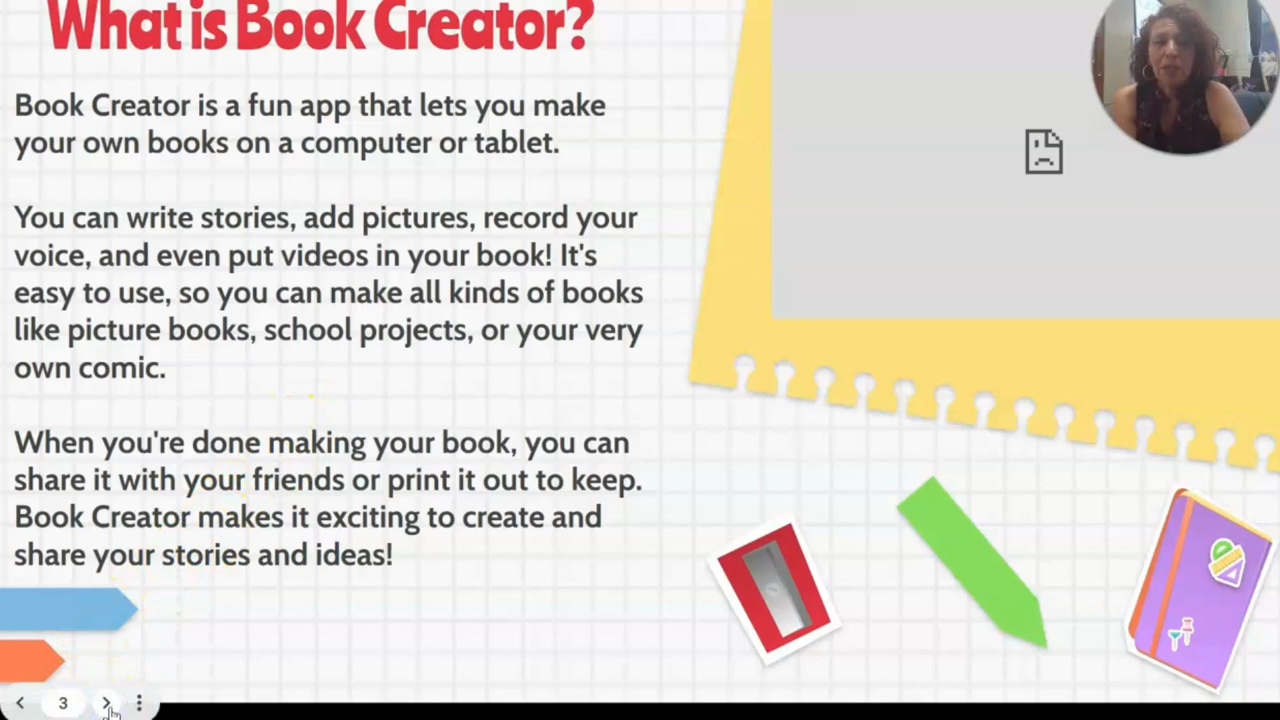 What is Book Creator?
Book Creator is a fun app that lets you make
your own books on a computer or tablet.
You can write stories, add pictures, record your
voice, and even put videos in your book! It's
easy to use, so you can make all kinds of books
like picture books, school projects, or your very
own comic.
When you're done making your book, you can
share it with your friends or print it out to keep.
Book Creator makes it exciting to create and
share your stories and ideas!
3